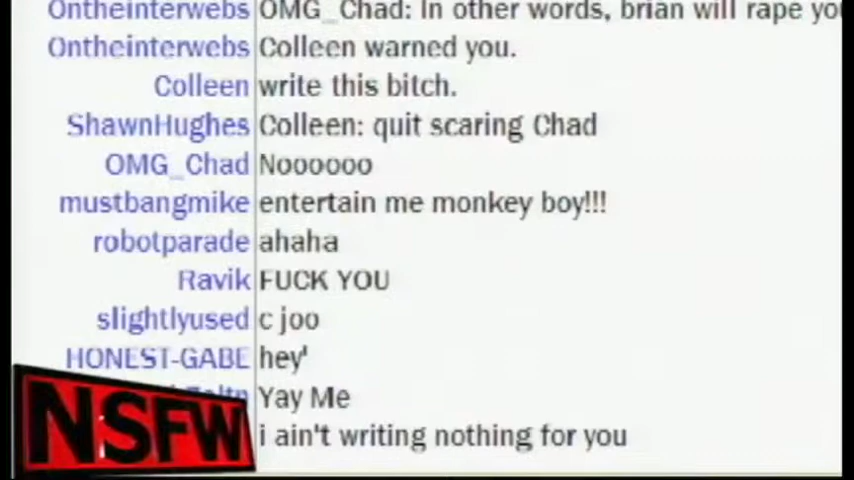 Ontheinterwebs OMG_Chad: In other words, brian will rape
Ontheinterwebs Colleen warned you.
Colleen write this bitch.
ShawnHughes Colleen: quit scaring Chad
OMG_Chad Noooooo
mustbangmike entertain me monkey boy!!!
robotparade ahaha
Ravik FUCK YOU
slightlyused c joo
HONEST-GABE hey'
Yay Me
i ain't writing nothing for you
NSFW